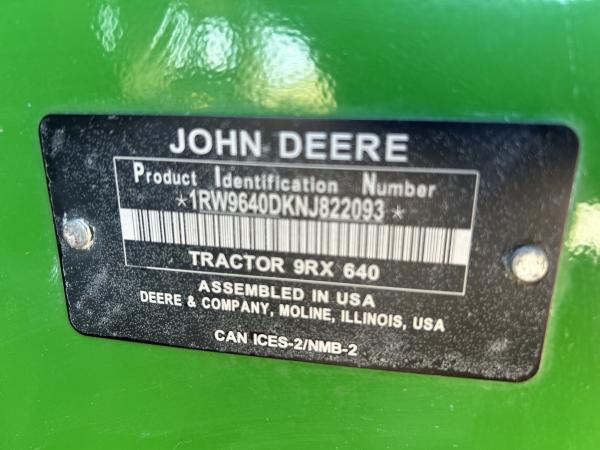 JOHN DEERE
Product Identification Number
*1RW9640DKNJ822093*
TRACTOR 9RX 640
ASSEMBLED IN USA
DEERE & COMPANY, MOLINE, ILLINOIS, USA
CAN ICES-2/NMB-2